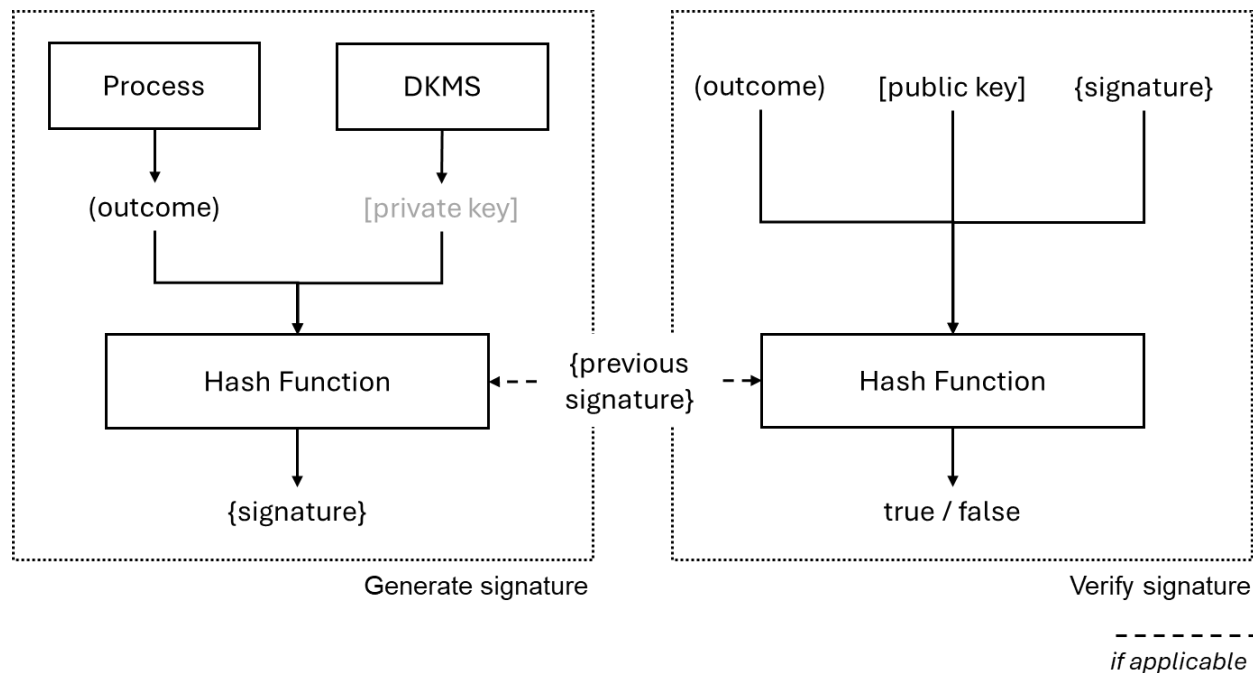 Process
DKMS
(outcome)
[private key]
Hash Function
{signature}
Generate signature
{previous
signature}
(outcome)
[public key]
{signature}
Hash Function
true / false
Verify signature
if applicable